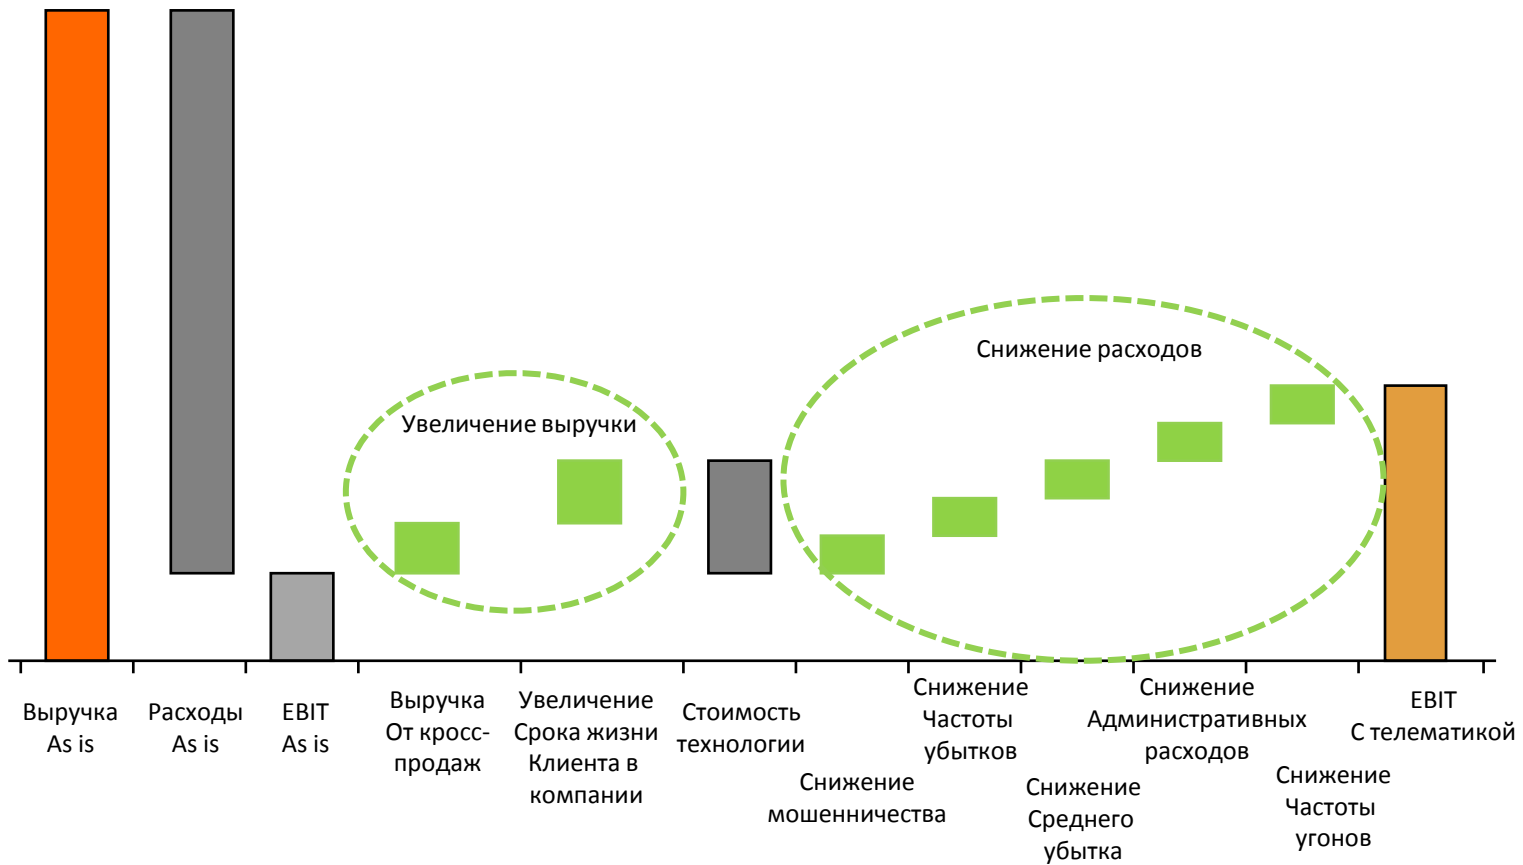 Снижение расходов
Увеличение выручки
Выручка
As is
Расходы
As is
EBIT
As is
Выручка
От кросс-
продаж
Увеличение
Срока жизни
Клиента в
компании
Стоимость
технологии
Снижение
мошенничества
Снижение
Частоты
убытков
Снижение
Среднего
убытка
Снижение
Административных
расходов
Снижение
Частоты
угонов
EBIT
С телематикой